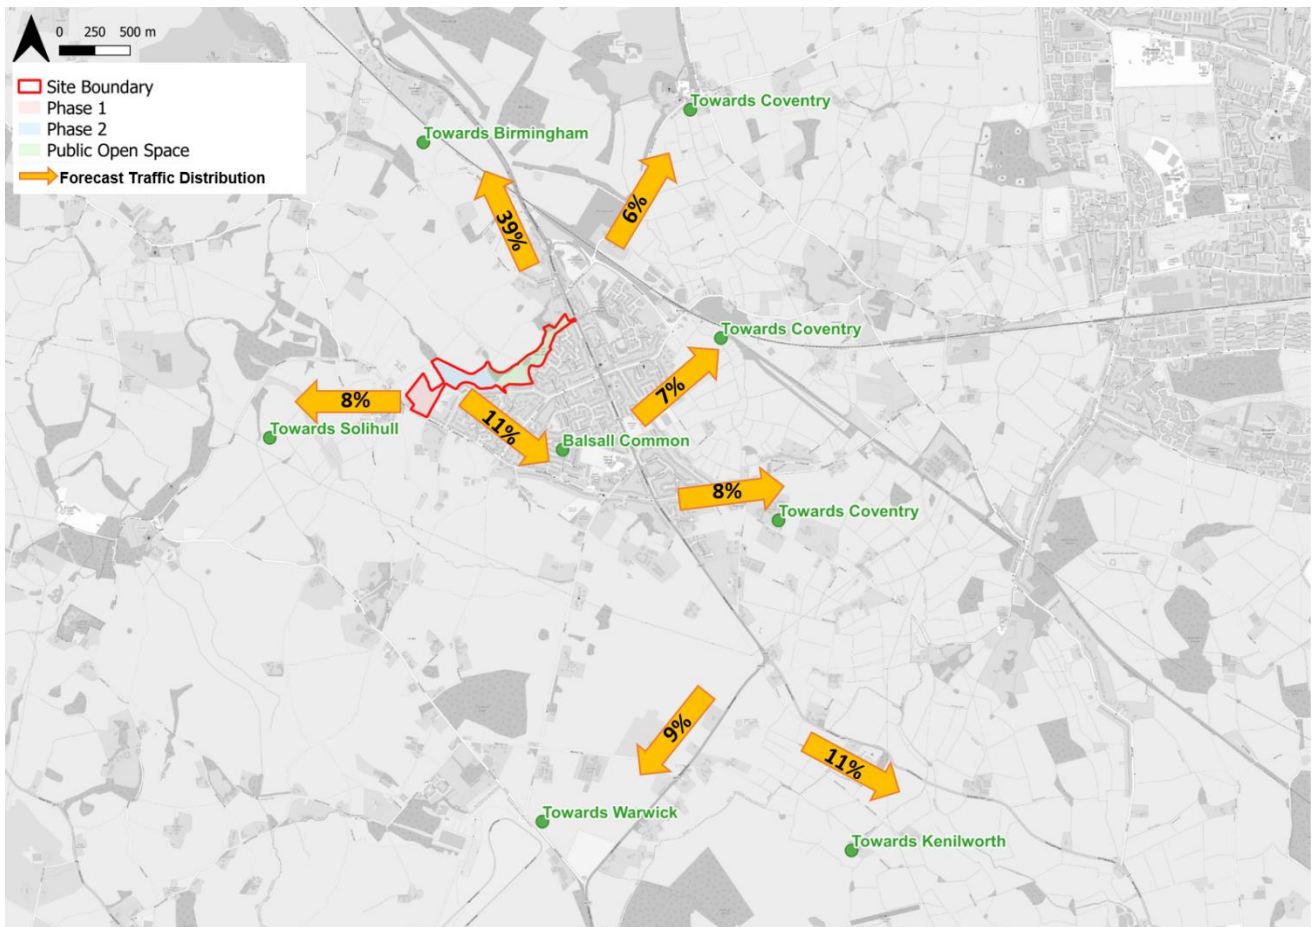 0 250 500 m
Site Boundary
Phase 1
Phase 2
Public Open Space
Forecast Traffic Distribution
Towards Coventry
Towards Birmingham
6%
39%
Towards Coventry
7%
8%
Towards Solihull
11%
Balsall Common
8%
Towards Coventry
9%
11%
Towards Warwick
Towards Kenilworth